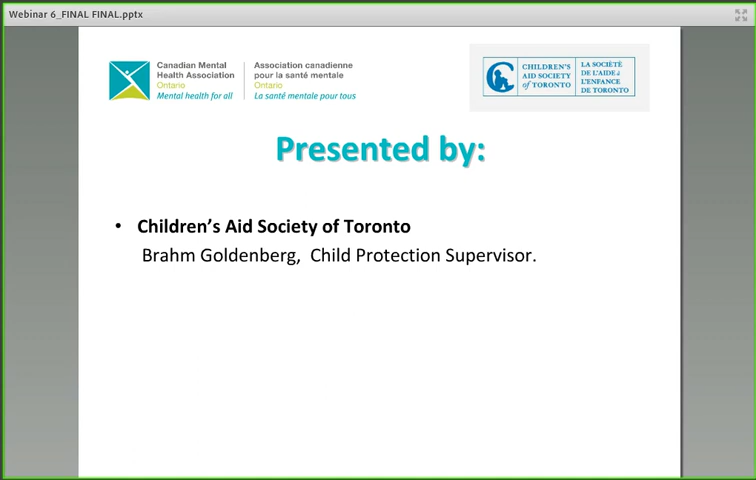 Webinar 6_FINAL FINAL.pptx
Canadian Mental
Health Association
Ontario
Mental health for all
Association canadienne
pour la santé mentale
Ontario
La santé mentale pour tous
CHILDREN'S
AID SOCIETY
of TORONTO
LA SOCIÉTÉ
DE L'AIDE à
L'ENFANCE
DE TORONTO
Presented by:
• Children's Aid Society of Toronto
Brahm Goldenberg, Child Protection Supervisor.